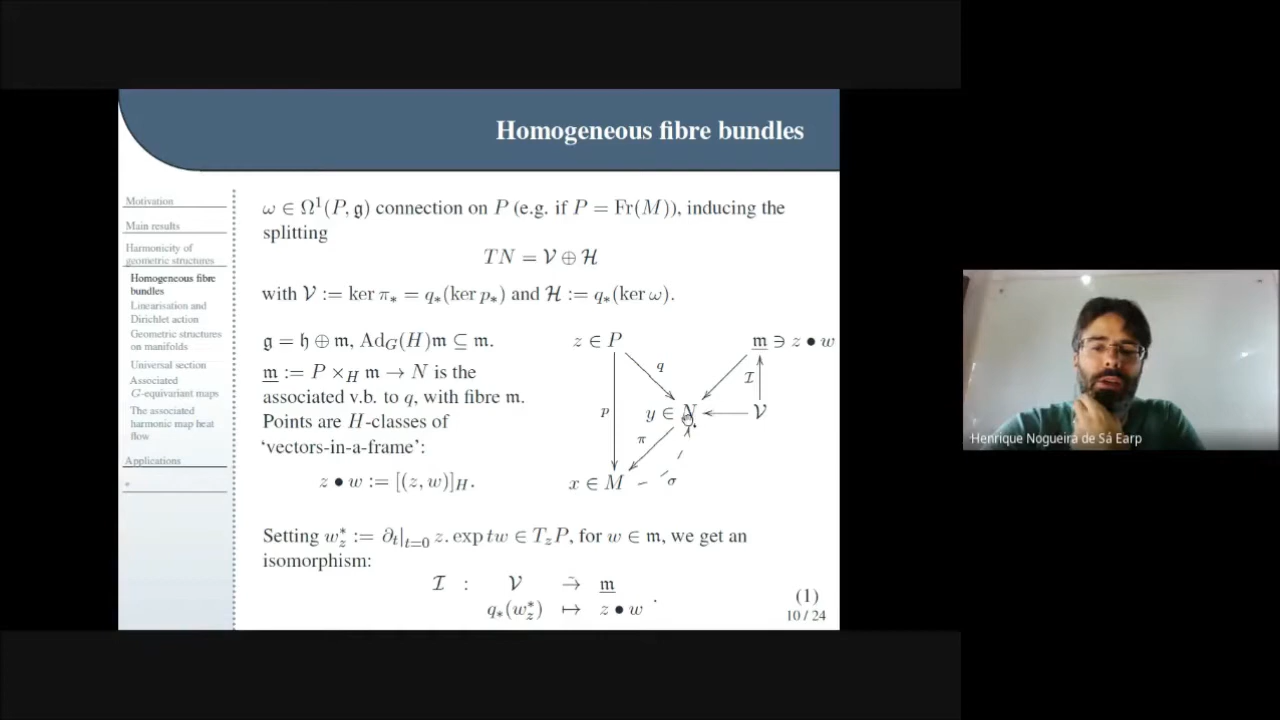 Homogeneous fibre bundles
Motivation
Main results
Harmonicity of
geometric structures
Homogeneous fibre
bundles
Linearisation and
Dirichlet action
Geometric structures
on manifolds
Universal section
Associated
G-equivariant maps
The associated
harmonic map heat
flow
Applications
*
ω ∈ Ω¹(P, 𝔤) connection on P (e.g. if P = Fr(M)), inducing the
splitting
TN = 𝒱 ⊕ ℋ
with 𝒱 := ker π∗ = q∗(ker p∗) and ℋ := q∗(ker ω).
𝔤 = 𝔥 ⊕ 𝔪, Ad_G(H)𝔪 ⊆ 𝔪.
𝔪̲ := P ×_H 𝔪 → N is the
associated v.b. to q, with fibre 𝔪.
Points are H-classes of
‘vectors-in-a-frame’:
z • w := [(z, w)]_H.
z ∈ P
𝔪̲ ∋ z • w
q
ℐ
p
y ∈ N
𝒱
π
x ∈ M
σ
Setting w*_z := ∂_t|_{t=0} z. exp tw ∈ T_zP, for w ∈ 𝔪, we get an
isomorphism:
ℐ : 𝒱 →̃ 𝔪̲
q∗(w*_z) ↦ z • w .
(1)
10 / 24
Henrique Nogueira de Sá Earp